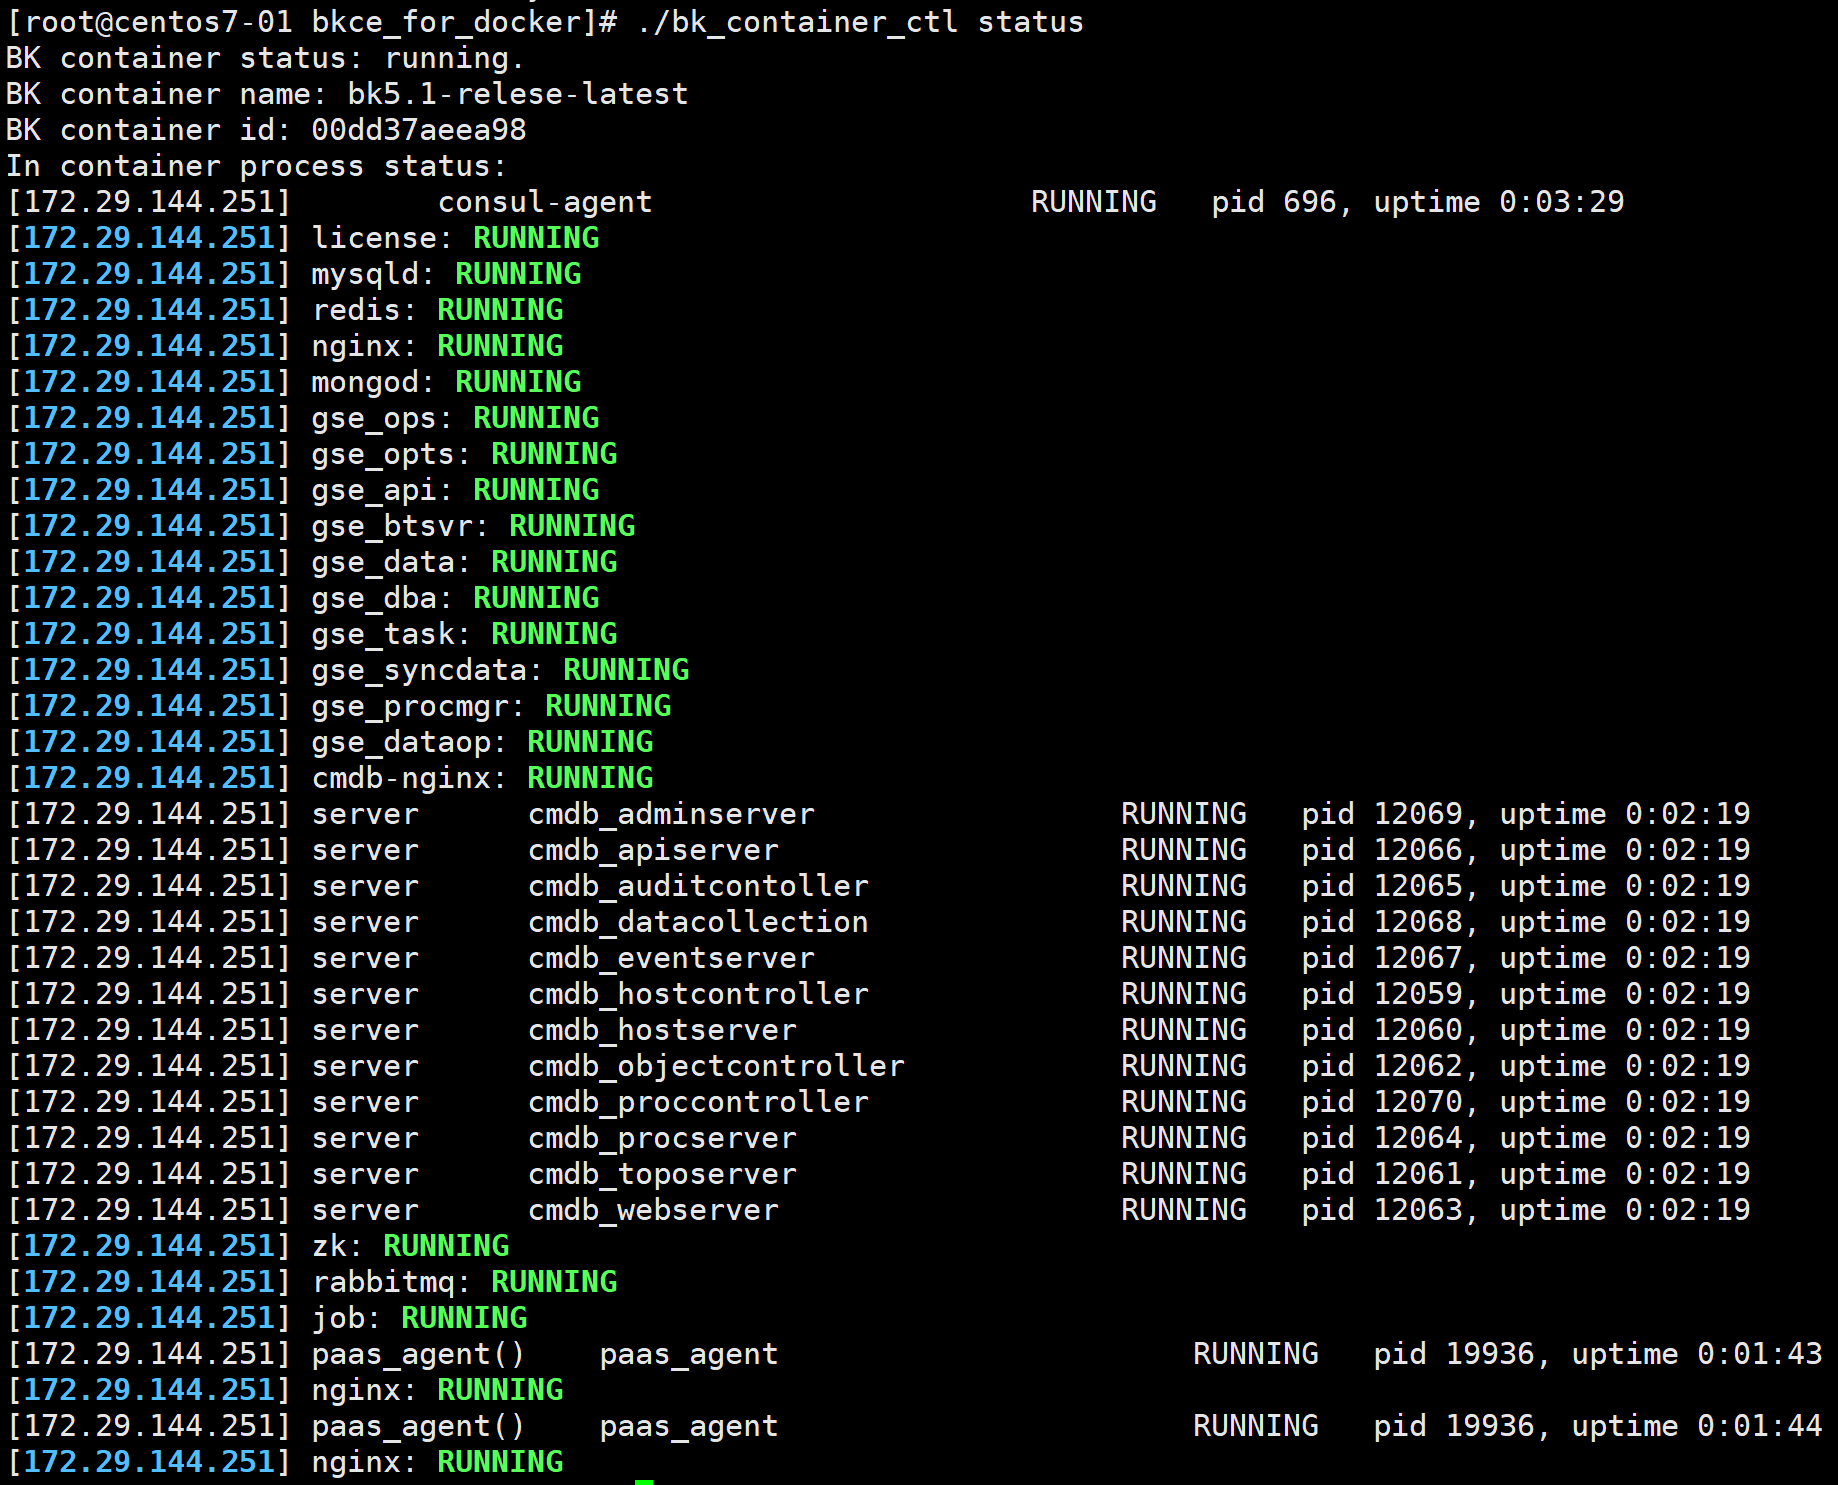 [root@centos7-01 bkce_for_docker]# ./bk_container_ctl status
BK container status: running.
BK container name: bk5.1-relese-latest
BK container id: 00dd37aeea98
In container process status:
[172.29.144.251]        consul-agent                     RUNNING   pid 696, uptime 0:03:29
[172.29.144.251] license: RUNNING
[172.29.144.251] mysqld: RUNNING
[172.29.144.251] redis: RUNNING
[172.29.144.251] nginx: RUNNING
[172.29.144.251] mongod: RUNNING
[172.29.144.251] gse_ops: RUNNING
[172.29.144.251] gse_opts: RUNNING
[172.29.144.251] gse_api: RUNNING
[172.29.144.251] gse_btsvr: RUNNING
[172.29.144.251] gse_data: RUNNING
[172.29.144.251] gse_dba: RUNNING
[172.29.144.251] gse_task: RUNNING
[172.29.144.251] gse_syncdata: RUNNING
[172.29.144.251] gse_procmgr: RUNNING
[172.29.144.251] gse_dataop: RUNNING
[172.29.144.251] cmdb-nginx: RUNNING
[172.29.144.251] server      cmdb_adminserver                 RUNNING   pid 12069, uptime 0:02:19
[172.29.144.251] server      cmdb_apiserver                   RUNNING   pid 12066, uptime 0:02:19
[172.29.144.251] server      cmdb_auditcontoller              RUNNING   pid 12065, uptime 0:02:19
[172.29.144.251] server      cmdb_datacollection              RUNNING   pid 12068, uptime 0:02:19
[172.29.144.251] server      cmdb_eventserver                 RUNNING   pid 12067, uptime 0:02:19
[172.29.144.251] server      cmdb_hostcontroller              RUNNING   pid 12059, uptime 0:02:19
[172.29.144.251] server      cmdb_hostserver                  RUNNING   pid 12060, uptime 0:02:19
[172.29.144.251] server      cmdb_objectcontroller            RUNNING   pid 12062, uptime 0:02:19
[172.29.144.251] server      cmdb_proccontroller              RUNNING   pid 12070, uptime 0:02:19
[172.29.144.251] server      cmdb_procserver                  RUNNING   pid 12064, uptime 0:02:19
[172.29.144.251] server      cmdb_toposerver                  RUNNING   pid 12061, uptime 0:02:19
[172.29.144.251] server      cmdb_webserver                   RUNNING   pid 12063, uptime 0:02:19
[172.29.144.251] zk: RUNNING
[172.29.144.251] rabbitmq: RUNNING
[172.29.144.251] job: RUNNING
[172.29.144.251] paas_agent()    paas_agent                       RUNNING   pid 19936, uptime 0:01:43
[172.29.144.251] nginx: RUNNING
[172.29.144.251] paas_agent()    paas_agent                       RUNNING   pid 19936, uptime 0:01:44
[172.29.144.251] nginx: RUNNING